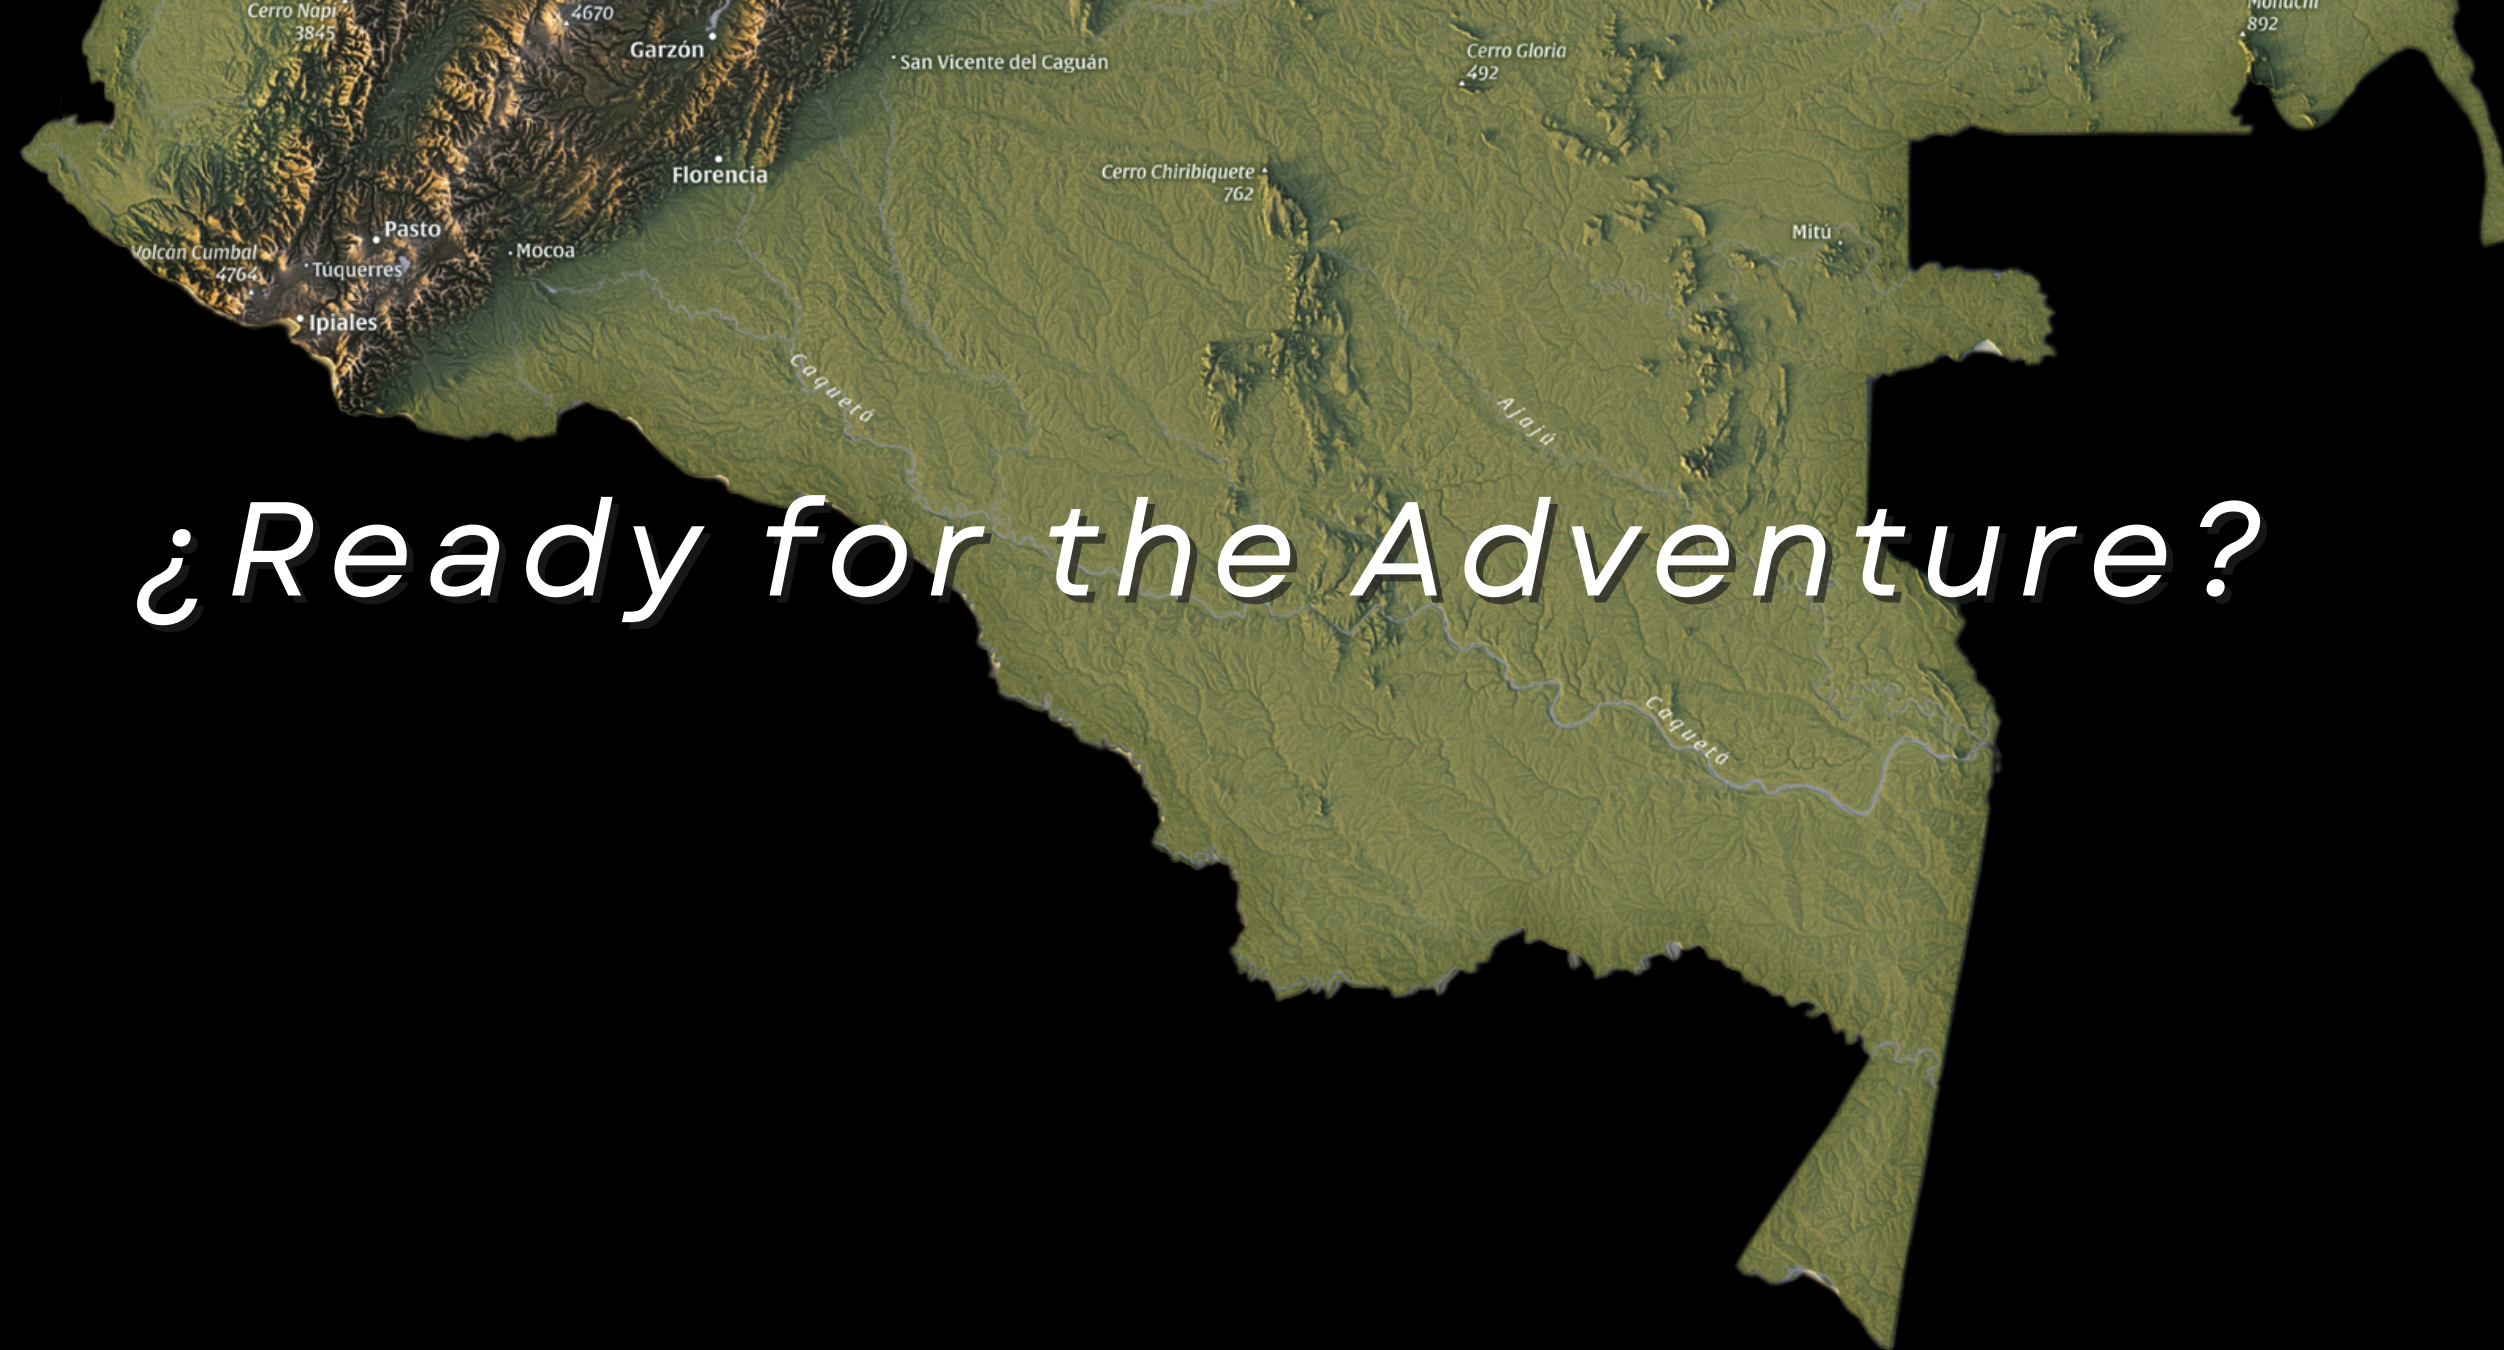 Cerro Napi
3845
4670
Garzón
San Vicente del Caguán
Cerro Gloria
492
892
Florencia
Cerro Chiribiquete
762
Pasto
Mitú
Volcán Cumbal
4764
Túquerres
Mocoa
Ipiales
Caquetá
Ajajú
¿Ready for the Adventure?
Caquetá